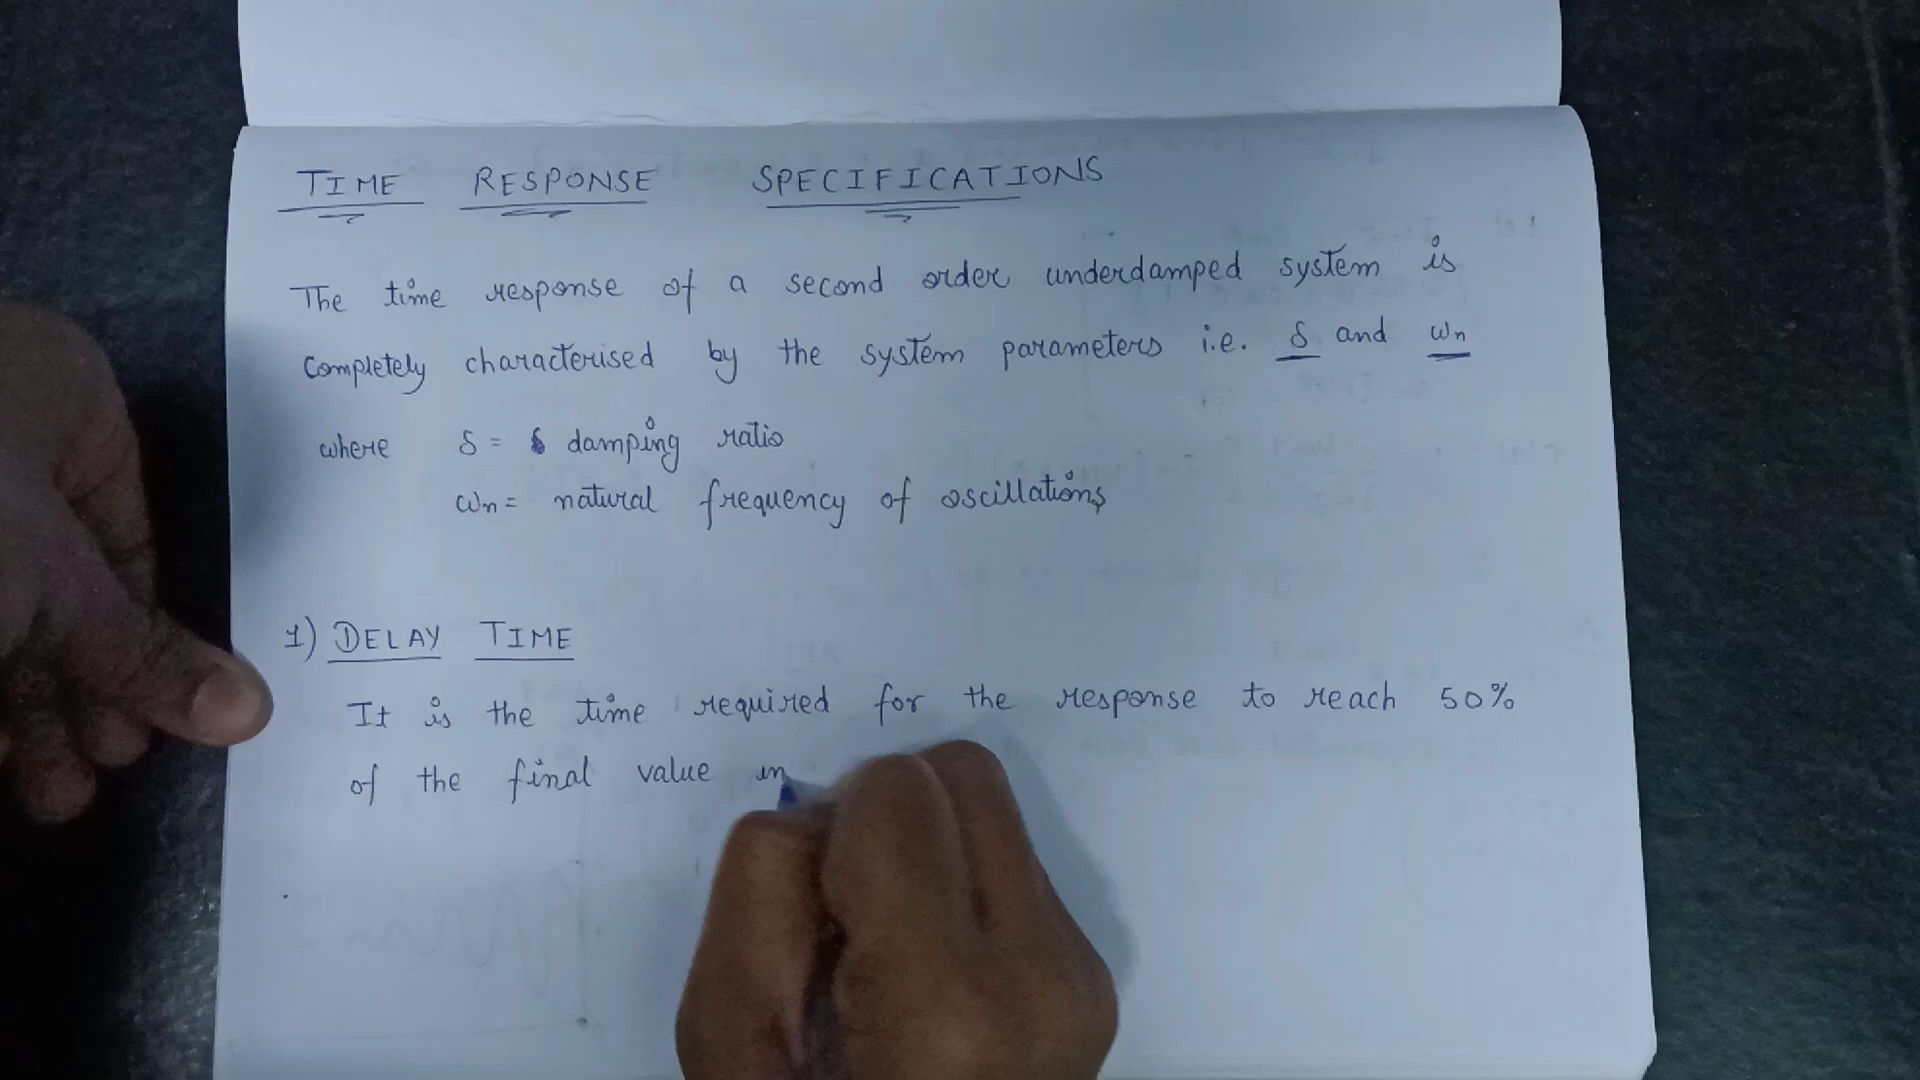 TIME RESPONSE SPECIFICATIONS
The time response of a second order underdamped system is
completely characterised by the system parameters i.e. δ and ωn
where δ = damping ratio
ωn = natural frequency of oscillations
1) DELAY TIME
It is the time required for the response to reach 50%
of the final value in